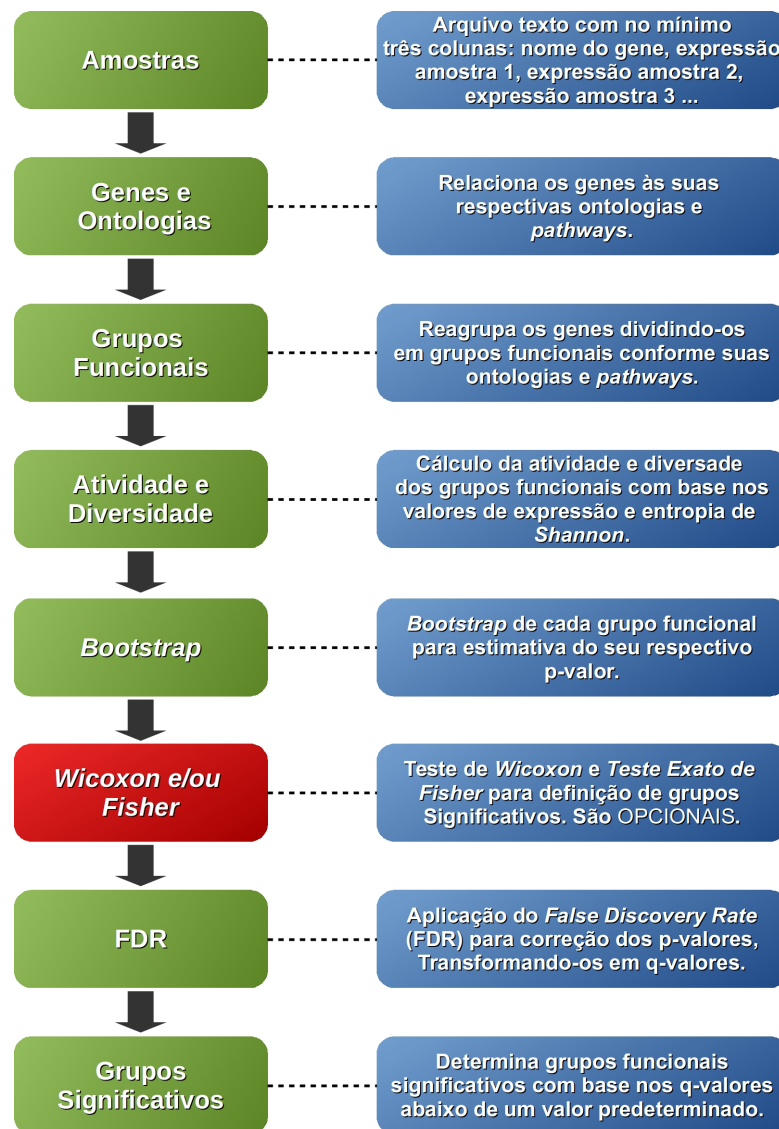 Amostras
Arquivo texto com no mínimo
três colunas: nome do gene, expressão
amostra 1, expressão amostra 2,
expressão amostra 3 ...
Genes e
Ontologias
Relaciona os genes às suas
respectivas ontologias e
pathways.
Grupos
Funcionais
Reagrupa os genes dividindo-os
em grupos funcionais conforme suas
ontologias e pathways.
Atividade e
Diversidade
Cálculo da atividade e diversade
dos grupos funcionais com base nos
valores de expressão e entropia de
Shannon.
Bootstrap
Bootstrap de cada grupo funcional
para estimativa do seu respectivo
p-valor.
Wicoxon e/ou
Fisher
Teste de Wicoxon e Teste Exato de
Fisher para definição de grupos
Significativos. São OPCIONAIS.
FDR
Aplicação do False Discovery Rate
(FDR) para correção dos p-valores,
Transformando-os em q-valores.
Grupos
Significativos
Determina grupos funcionais
significativos com base nos q-valores
abaixo de um valor predeterminado.